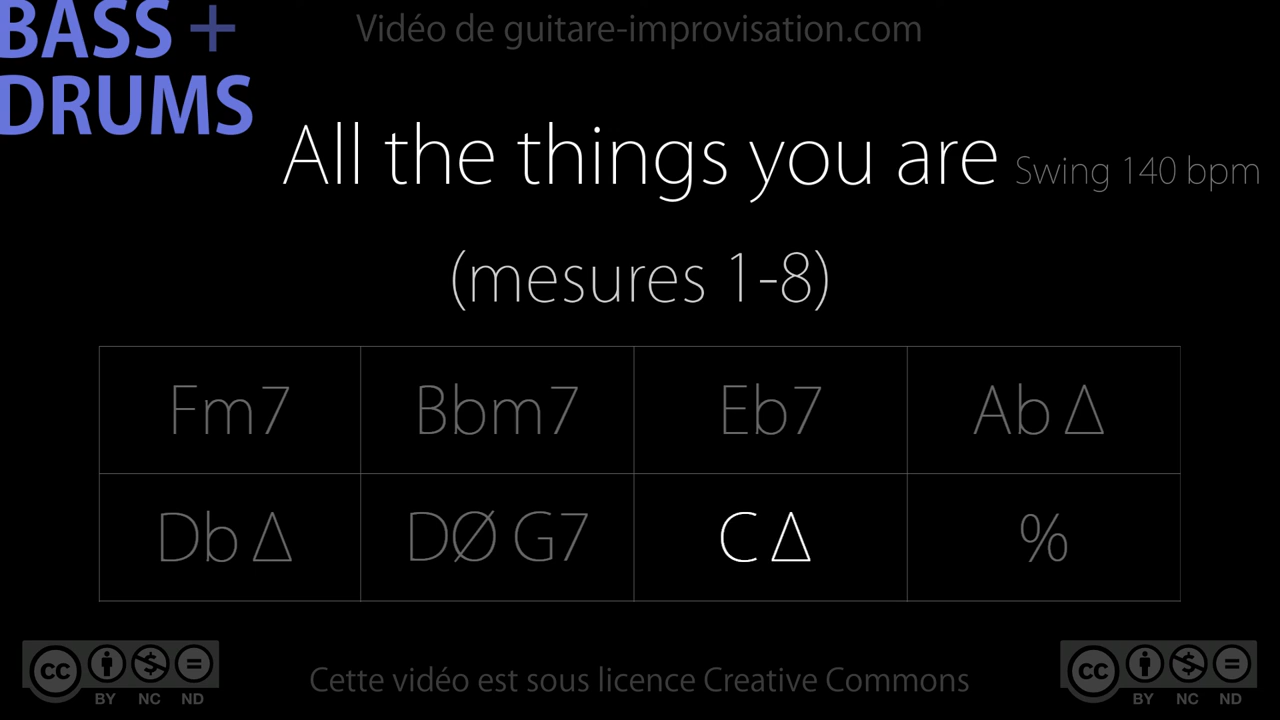 BASS +
DRUMS
Vidéo de guitare-improvisation.com
All the things you are Swing 140 bpm
(mesures 1-8)
Fm7 Bbm7 Eb7 Ab Δ
Db Δ DØ G7 C Δ %
cc BY NC ND
Cette vidéo est sous licence Creative Commons
cc BY NC ND